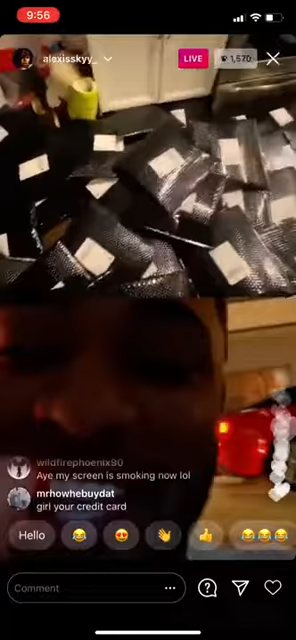 9:56
alexisskyy_
LIVE
1,570
wildfirephoenix90
Aye my screen is smoking now lol
mrhowhebuydat
girl your credit card
Hello
Comment